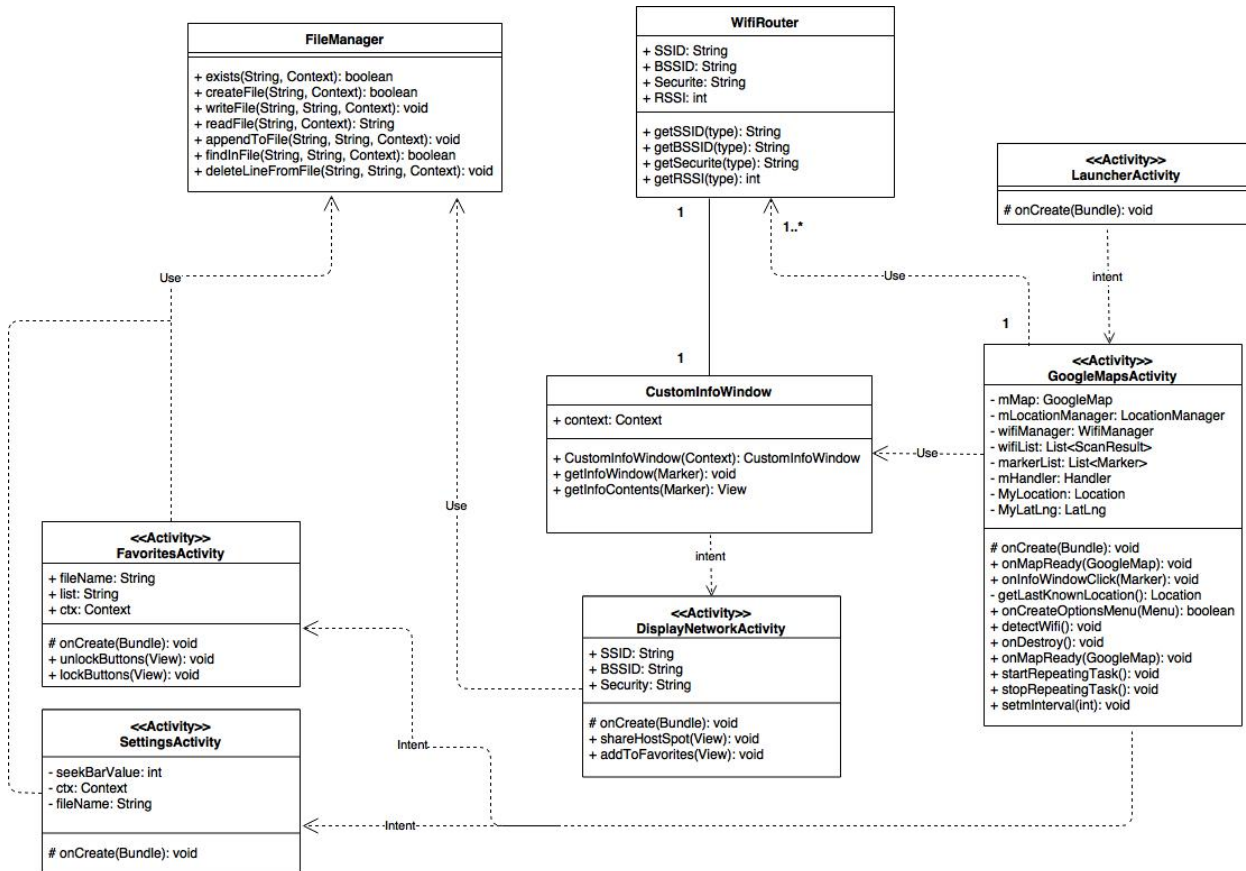 FileManager
+ exists(String, Context): boolean
+ createFile(String, Context): boolean
+ writeFile(String, String, Context): void
+ readFile(String, Context): String
+ appendToFile(String, String, Context): void
+ findInFile(String, String, Context): boolean
+ deleteLineFromFile(String, String, Context): void
WifiRouter
+ SSID: String
+ BSSID: String
+ Securite: String
+ RSSI: int
+ getSSID(type): String
+ getBSSID(type): String
+ getSecurite(type): String
+ getRSSI(type): int
<<Activity>>
LauncherActivity
# onCreate(Bundle): void
1
1..*
Use
Use
intent
1
1
<<Activity>>
GoogleMapsActivity
- mMap: GoogleMap
- mLocationManager: LocationManager
- wifiManager: WifiManager
- wifiList: List<ScanResult>
- markerList: List<Marker>
- mHandler: Handler
- MyLocation: Location
- MyLatLng: LatLng
# onCreate(Bundle): void
+ onMapReady(GoogleMap): void
+ onInfoWindowClick(Marker): void
- getLastKnownLocation(): Location
+ onCreateOptionsMenu(Menu): boolean
+ detectWifi(): void
+ onDestroy(): void
+ onMapReady(GoogleMap): void
+ startRepeatingTask(): void
+ stopRepeatingTask(): void
+ setmInterval(int): void
CustomInfoWindow
+ context: Context
+ CustomInfoWindow(Context): CustomInfoWindow
+ getInfoWindow(Marker): void
+ getInfoContents(Marker): View
Use
Use
intent
<<Activity>>
FavoritesActivity
+ fileName: String
+ list: String
+ ctx: Context
# onCreate(Bundle): void
+ unlockButtons(View): void
+ lockButtons(View): void
<<Activity>>
DisplayNetworkActivity
+ SSID: String
+ BSSID: String
+ Security: String
# onCreate(Bundle): void
+ shareHostSpot(View): void
+ addToFavorites(View): void
<<Activity>>
SettingsActivity
- seekBarValue: int
- ctx: Context
- fileName: String
# onCreate(Bundle): void
Intent
Intent